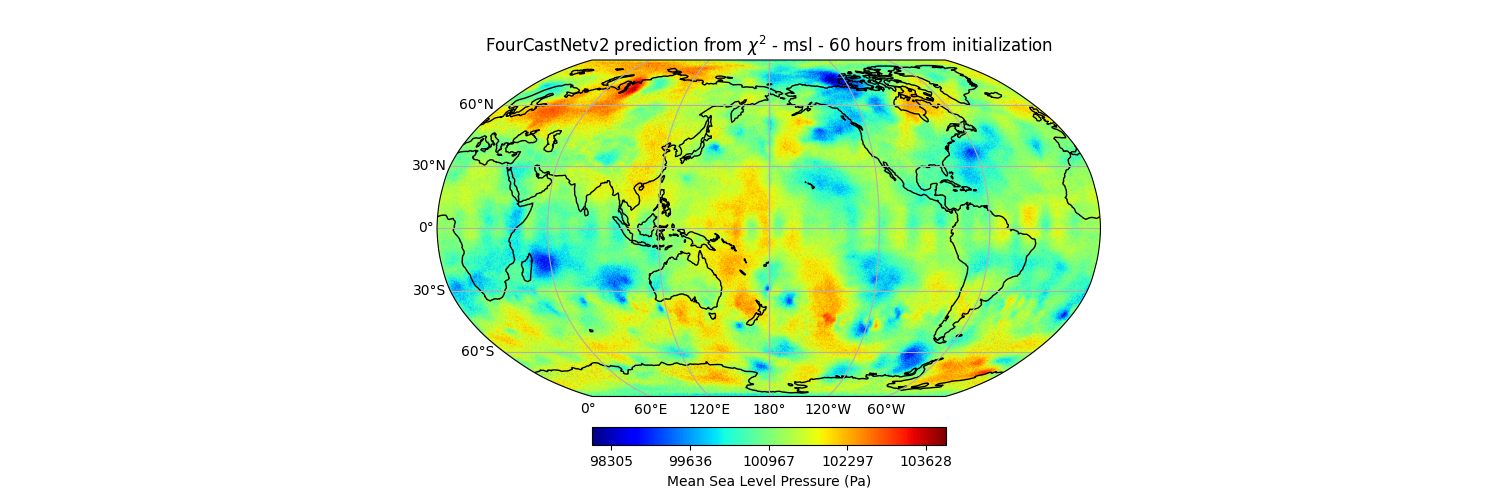 FourCastNetv2 prediction from χ² - msl - 60 hours from initialization
60°N
30°N
0°
30°S
60°S
0° 60°E 120°E 180° 120°W 60°W
98305 99636 100967 102297 103628
Mean Sea Level Pressure (Pa)